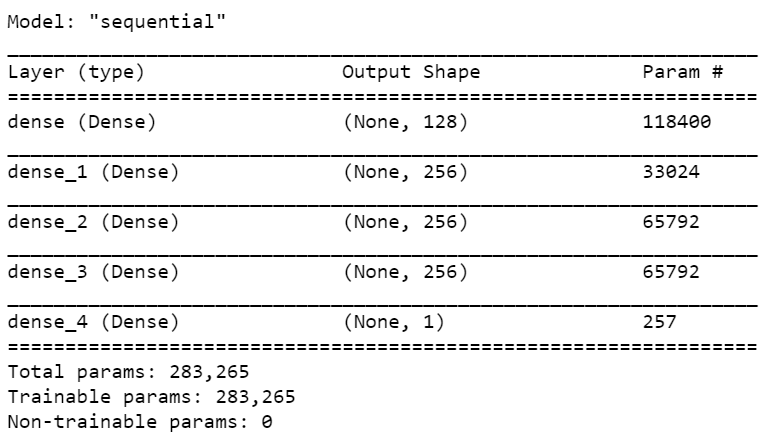 Model: "sequential"
_________________________________________________________________
Layer (type)                 Output Shape              Param #
=================================================================
dense (Dense)                (None, 128)               118400
_________________________________________________________________
dense_1 (Dense)              (None, 256)               33024
_________________________________________________________________
dense_2 (Dense)              (None, 256)               65792
_________________________________________________________________
dense_3 (Dense)              (None, 256)               65792
_________________________________________________________________
dense_4 (Dense)              (None, 1)                 257
=================================================================
Total params: 283,265
Trainable params: 283,265
Non-trainable params: 0